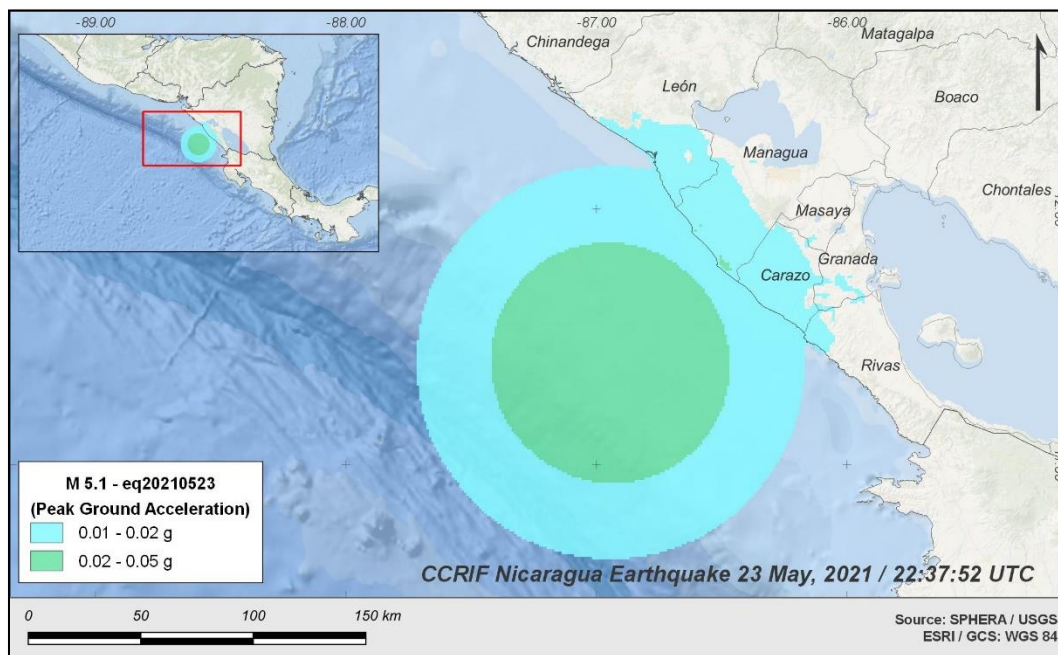 -89.00
-88.00
-87.00
-86.00
Chinandega
Matagalpa
León
Boaco
Managua
Chontales
Masaya
Granada
Carazo
Rivas
M 5.1 - eq20210523
(Peak Ground Acceleration)
0.01 - 0.02 g
0.02 - 0.05 g
CCRIF Nicaragua Earthquake 23 May, 2021 / 22:37:52 UTC
0 50 100 150 km
Source: SPHERA / USGS
ESRI / GCS: WGS 84